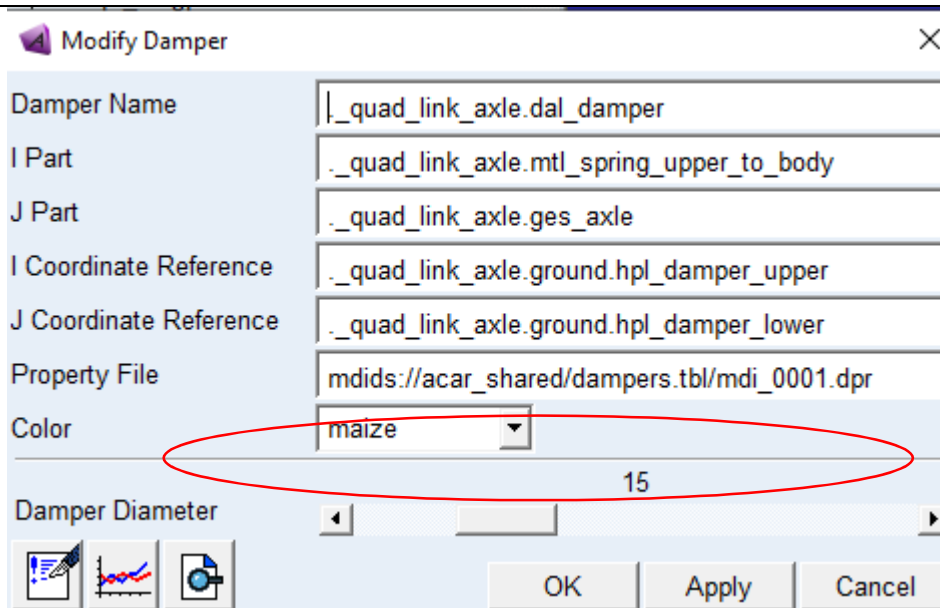 Modify Damper
Damper Name ._quad_link_axle.dal_damper
I Part ._quad_link_axle.mtl_spring_upper_to_body
J Part ._quad_link_axle.ges_axle
I Coordinate Reference ._quad_link_axle.ground.hpl_damper_upper
J Coordinate Reference ._quad_link_axle.ground.hpl_damper_lower
Property File mdids://acar_shared/dampers.tbl/mdi_0001.dpr
Color maize
15
Damper Diameter
OK Apply Cancel